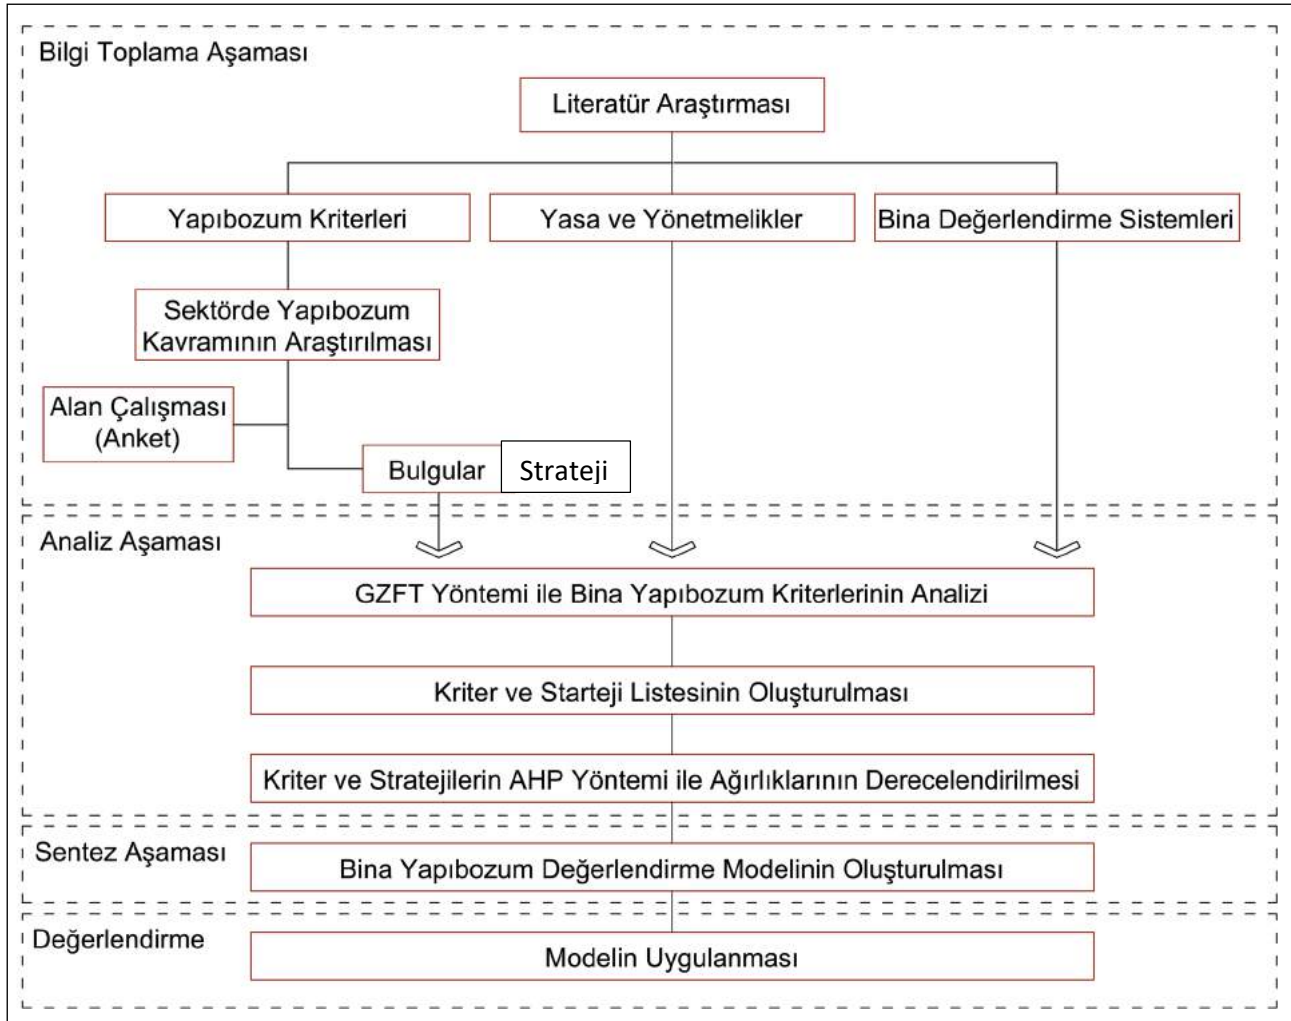 Bilgi Toplama Aşaması
Literatür Araştırması
Yapıbozum Kriterleri
Yasa ve Yönetmelikler
Bina Değerlendirme Sistemleri
Sektörde Yapıbozum
Kavramının Araştırılması
Alan Çalışması
(Anket)
Bulgular
Strateji
Analiz Aşaması
GZFT Yöntemi ile Bina Yapıbozum Kriterlerinin Analizi
Kriter ve Starteji Listesinin Oluşturulması
Kriter ve Stratejilerin AHP Yöntemi ile Ağırlıklarının Derecelendirilmesi
Sentez Aşaması
Bina Yapıbozum Değerlendirme Modelinin Oluşturulması
Değerlendirme
Modelin Uygulanması